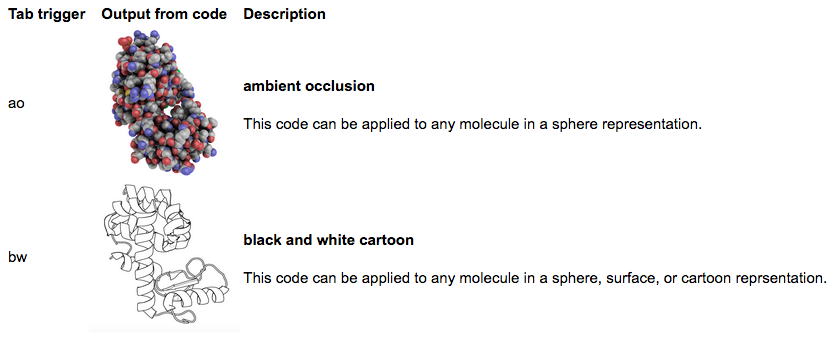 Tab trigger Output from code Description
ao
ambient occlusion
This code can be applied to any molecule in a sphere representation.
bw
black and white cartoon
This code can be applied to any molecule in a sphere, surface, or cartoon reprsentation.